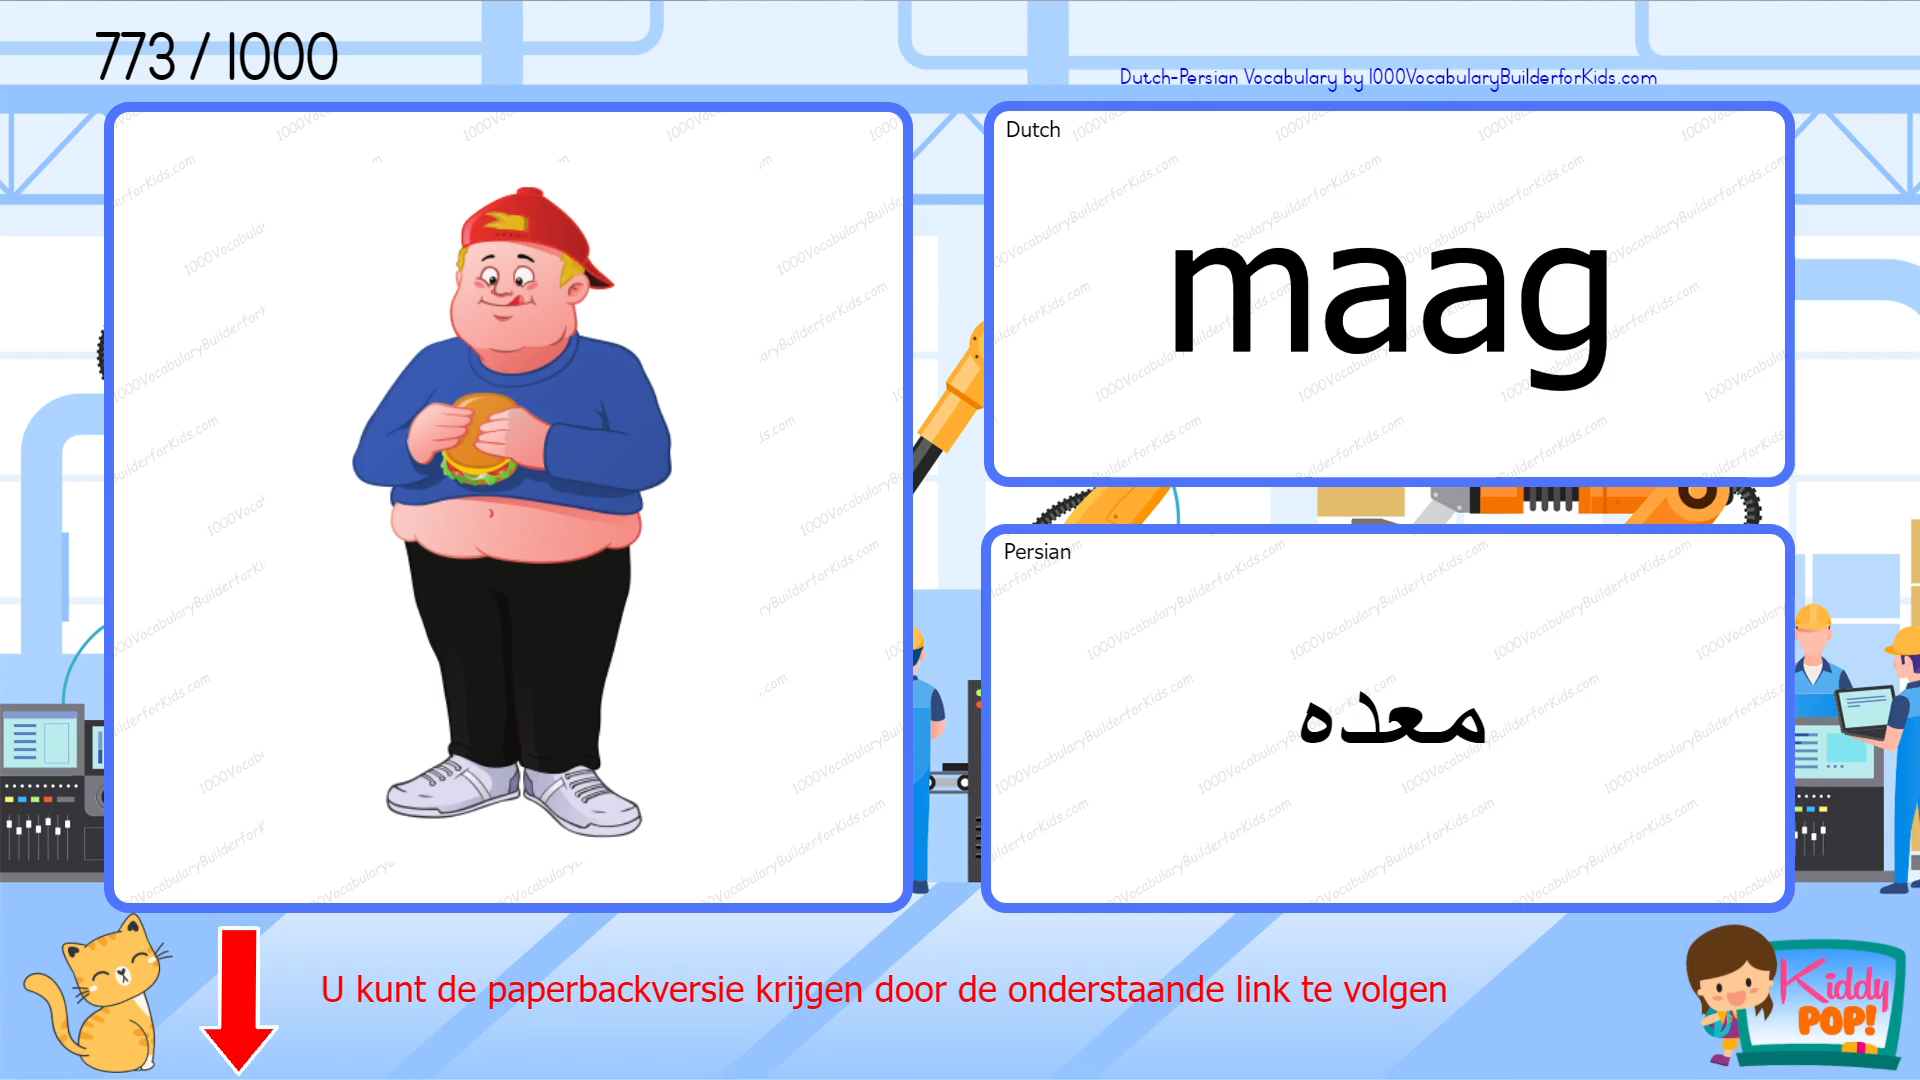 773 / 1000
Dutch-Persian Vocabulary by 1000VocabularyBuilderforKids.com
Dutch
maag
Persian
معده
U kunt de paperbackversie krijgen door de onderstaande link te volgen
Kiddy
POP!